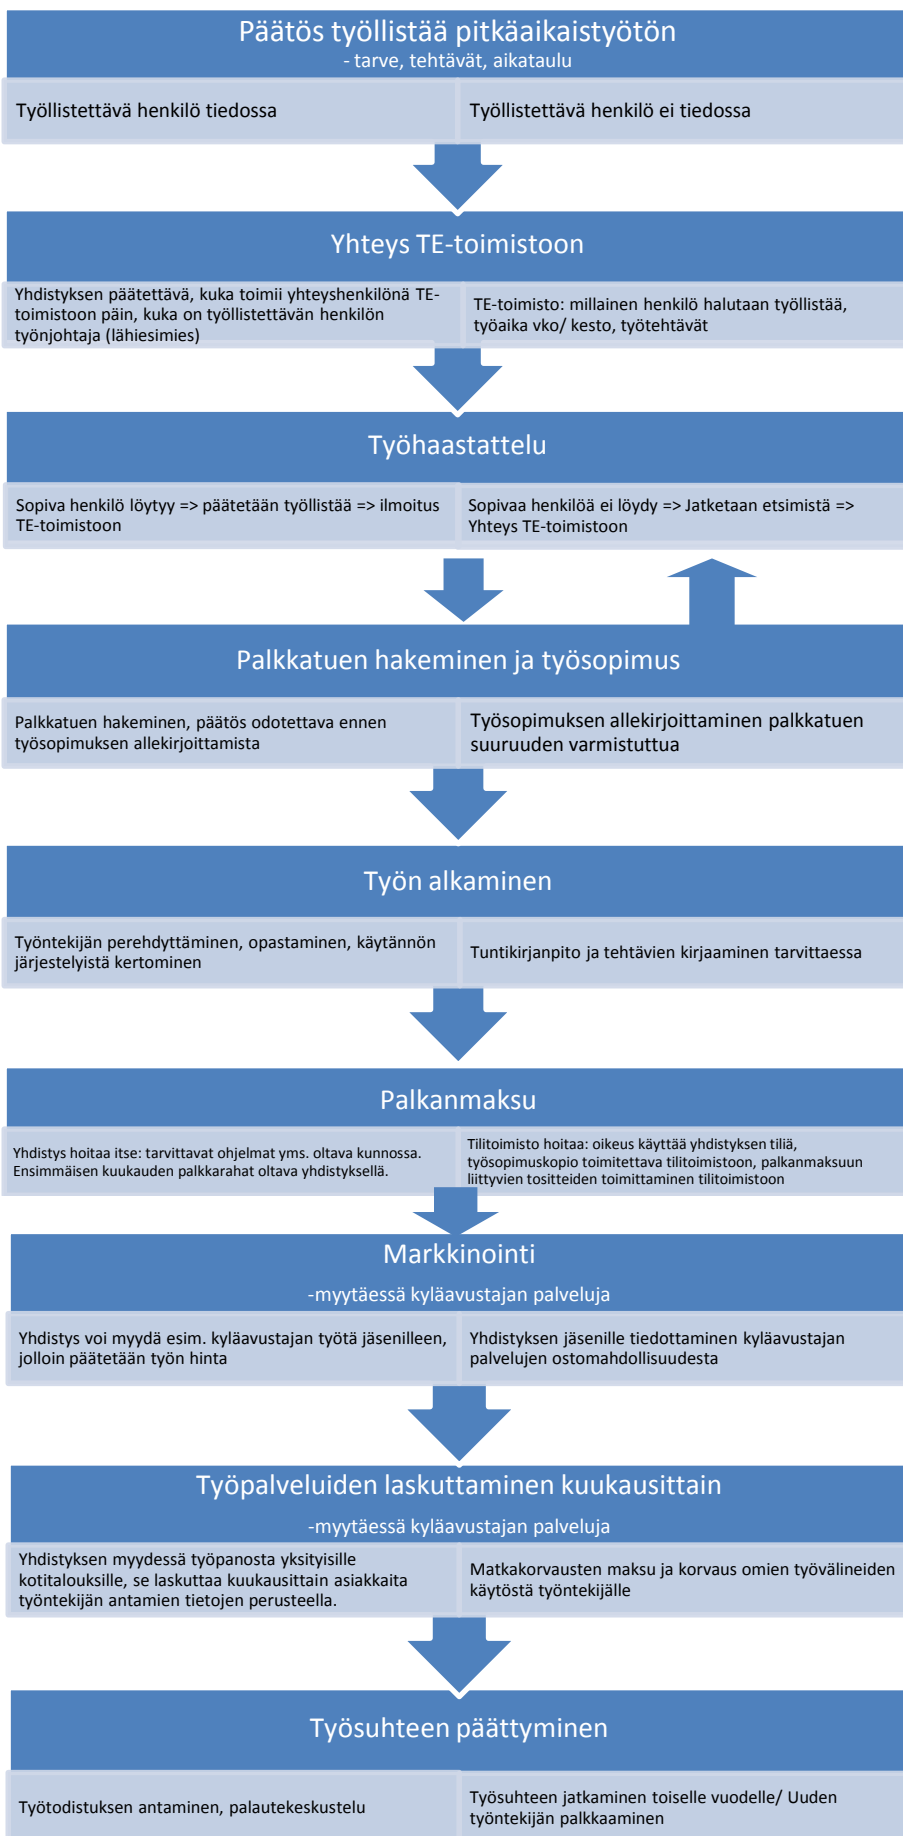 Päätös työllistää pitkäaikaistyötön
- tarve, tehtävät, aikataulu
Työllistettävä henkilö tiedossa
Työllistettävä henkilö ei tiedossa
Yhteys TE-toimistoon
Yhdistyksen päätettävä, kuka toimii yhteyshenkilönä TE-
toimistoon päin, kuka on työllistettävän henkilön
työnjohtaja (lähiesimies)
TE-toimisto: millainen henkilö halutaan työllistää,
työaika vko/ kesto, työtehtävät
Työhaastattelu
Sopiva henkilö löytyy => päätetään työllistää => ilmoitus
TE-toimistoon
Sopivaa henkilöä ei löydy => Jatketaan etsimistä =>
Yhteys TE-toimistoon
Palkkatuen hakeminen ja työsopimus
Palkkatuen hakeminen, päätös odotettava ennen
työsopimuksen allekirjoittamista
Työsopimuksen allekirjoittaminen palkkatuen
suuruuden varmistuttua
Työn alkaminen
Työntekijän perehdyttäminen, opastaminen, käytännön
järjestelyistä kertominen
Tuntikirjanpito ja tehtävien kirjaaminen tarvittaessa
Palkanmaksu
Yhdistys hoitaa itse: tarvittavat ohjelmat yms. oltava kunnossa.
Ensimmäisen kuukauden palkkarahat oltava yhdistyksellä.
Tilitoimisto hoitaa: oikeus käyttää yhdistyksen tiliä,
työsopimuskopio toimitettava tilitoimistoon, palkanmaksuun
liittyvien tositteiden toimittaminen tilitoimistoon
Markkinointi
-myytäessä kyläavustajan palveluja
Yhdistys voi myydä esim. kyläavustajan työtä jäsenilleen,
jolloin päätetään työn hinta
Yhdistyksen jäsenille tiedottaminen kyläavustajan
palvelujen ostomahdollisuudesta
Työpalveluiden laskuttaminen kuukausittain
-myytäessä kyläavustajan palveluja
Yhdistyksen myydessä työpanosta yksityisille
kotitalouksille, se laskuttaa kuukausittain asiakkaita
työntekijän antamien tietojen perusteella.
Matkakorvausten maksu ja korvaus omien työvälineiden
käytöstä työntekijälle
Työsuhteen päättyminen
Työtodistuksen antaminen, palautekeskustelu
Työsuhteen jatkaminen toiselle vuodelle/ Uuden
työntekijän palkkaaminen